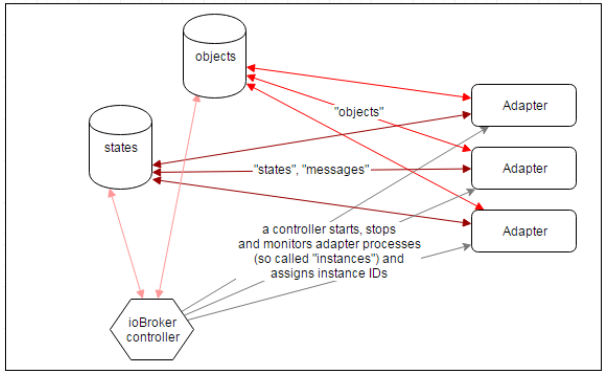 objects
Adapter
"objects"
states
Adapter
"states", "messages"
Adapter
a controller starts, stops
and monitors adapter processes
(so called "instances") and
assigns instance IDs
ioBroker
controller